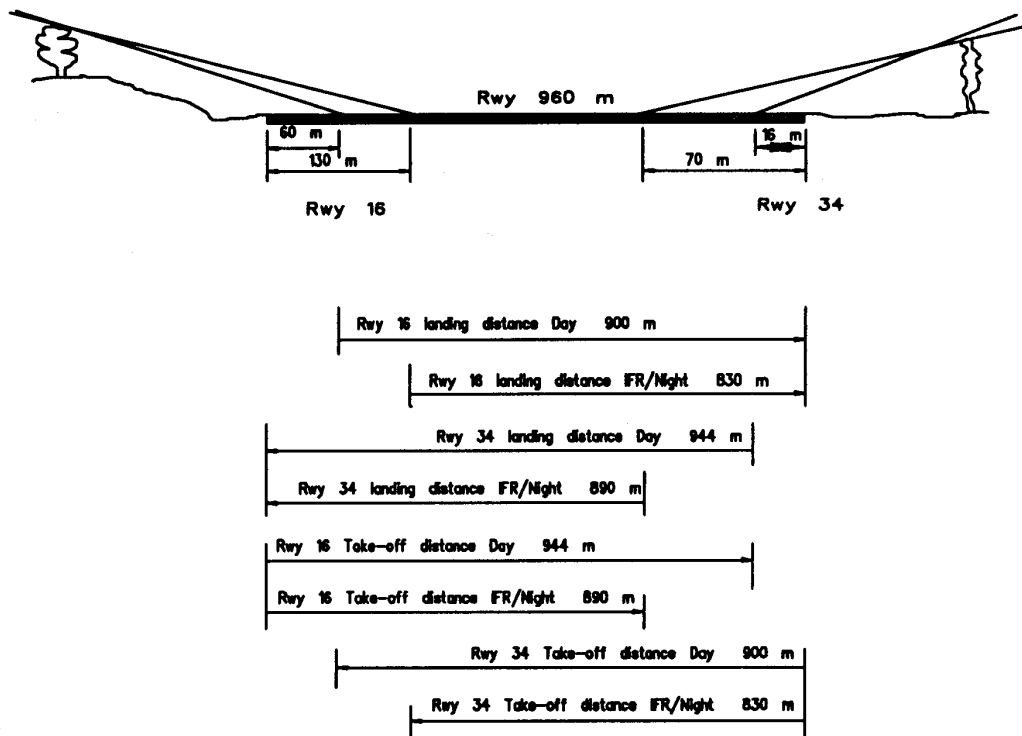 Rwy 960 m
60 m
16 m
130 m
70 m
Rwy 16
Rwy 34
Rwy 16 landing distance Day 900 m
Rwy 16 landing distance IFR/Night 830 m
Rwy 34 landing distance Day 944 m
Rwy 34 landing distance IFR/Night 890 m
Rwy 16 Take-off distance Day 944 m
Rwy 16 Take-off distance IFR/Night 890 m
Rwy 34 Take-off distance Day 900 m
Rwy 34 Take-off distance IFR/Night 830 m